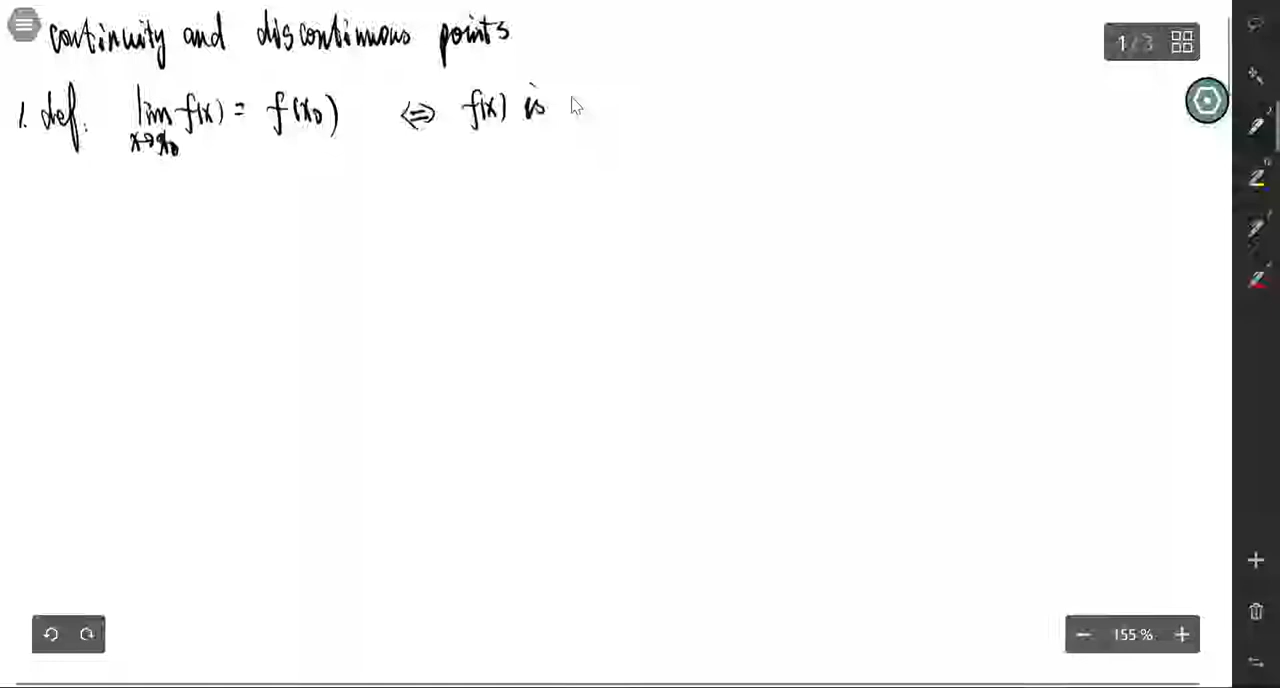 continuity and discontinuous points
1/3
1. def: lim f(x) = f(x₀) ⇔ f(x) is
x→x₀
155 %